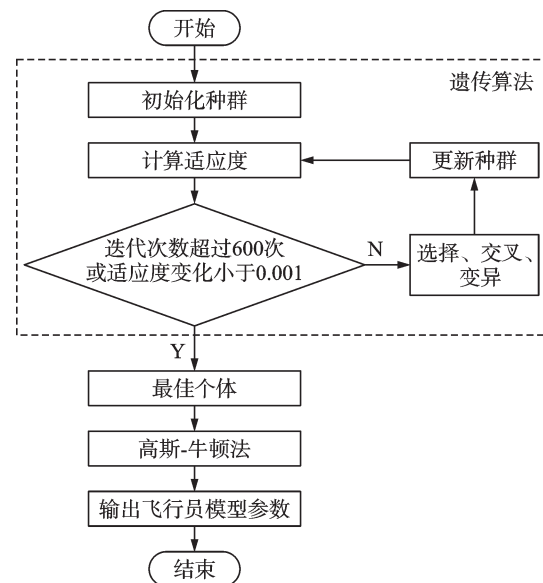 开始
遗传算法
初始化种群
计算适应度
更新种群
迭代次数超过600次
或适应度变化小于0.001
N
选择、交叉、
变异
Y
最佳个体
高斯-牛顿法
输出飞行员模型参数
结束